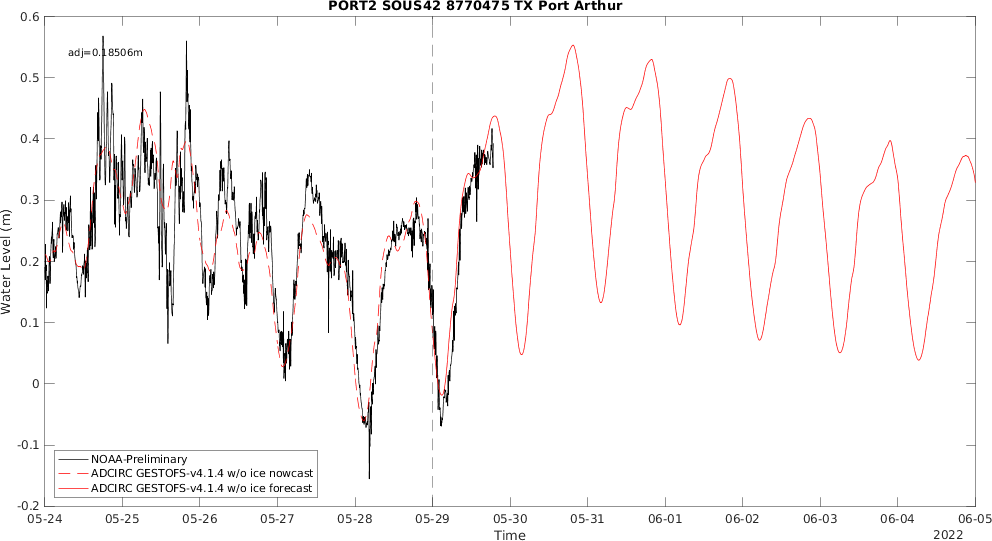 PORT2 SOUS42 8770475 TX Port Arthur
0.6
adj=0.18506m
0.5
0.4
0.3
0.2
0.1
0
-0.1
-0.2
Water Level (m)
NOAA-Preliminary
ADCIRC GESTOFS-v4.1.4 w/o ice nowcast
ADCIRC GESTOFS-v4.1.4 w/o ice forecast
05-24 05-25 05-26 05-27 05-28 05-29 05-30 05-31 06-01 06-02 06-03 06-04 06-05
Time
2022